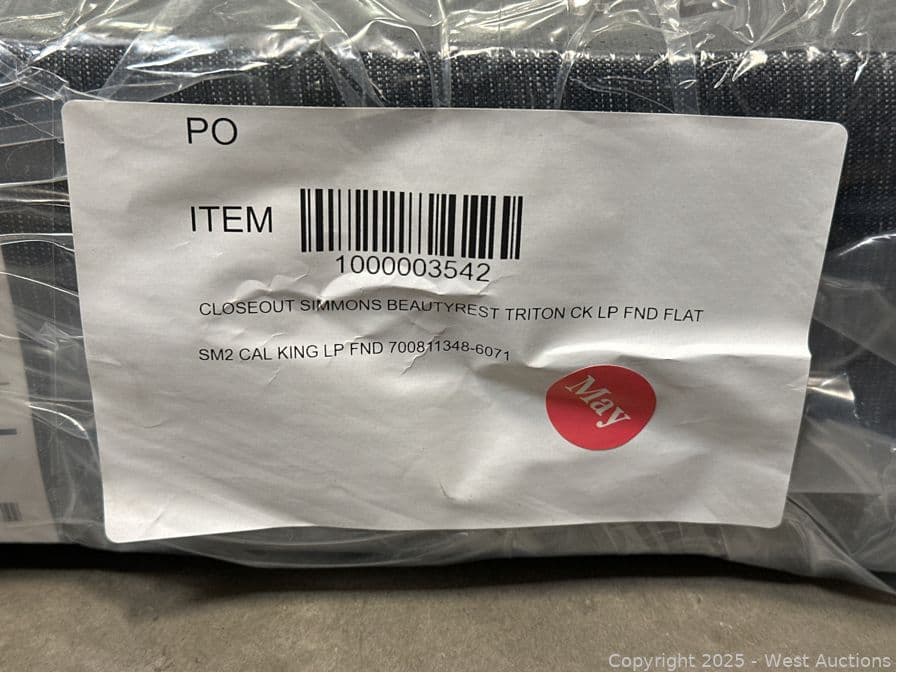 PO
ITEM
1000003542
CLOSEOUT SIMMONS BEAUTYREST TRITON CK LP FND FLAT
SM2 CAL KING LP FND 700811348-6071
May
Copyright 2025 - West Auctions